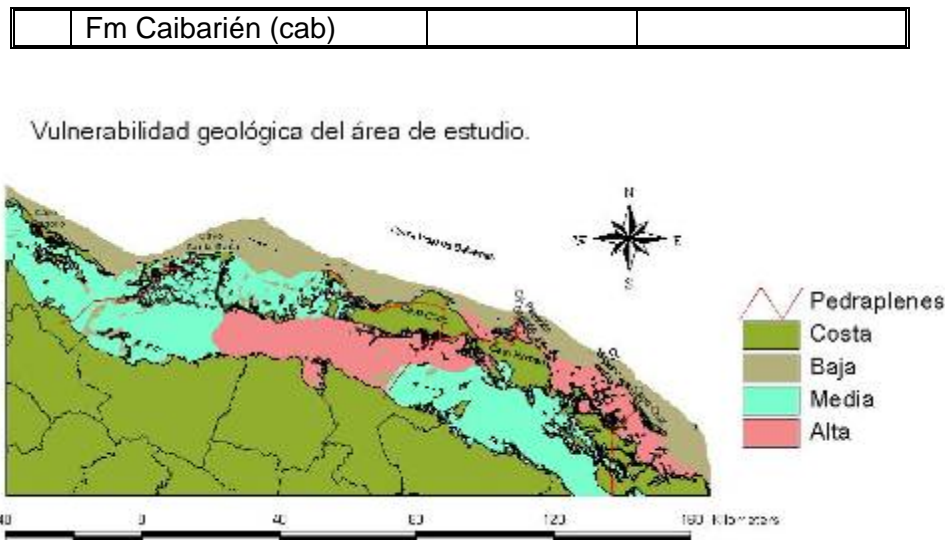 Fm Caibarién (cab)
Vulnerabilidad geológica del área de estudio.
N
W E
S
Pedraplenes
Costa
Baja
Media
Alta
40 0 40 80 120 160 Kilometers